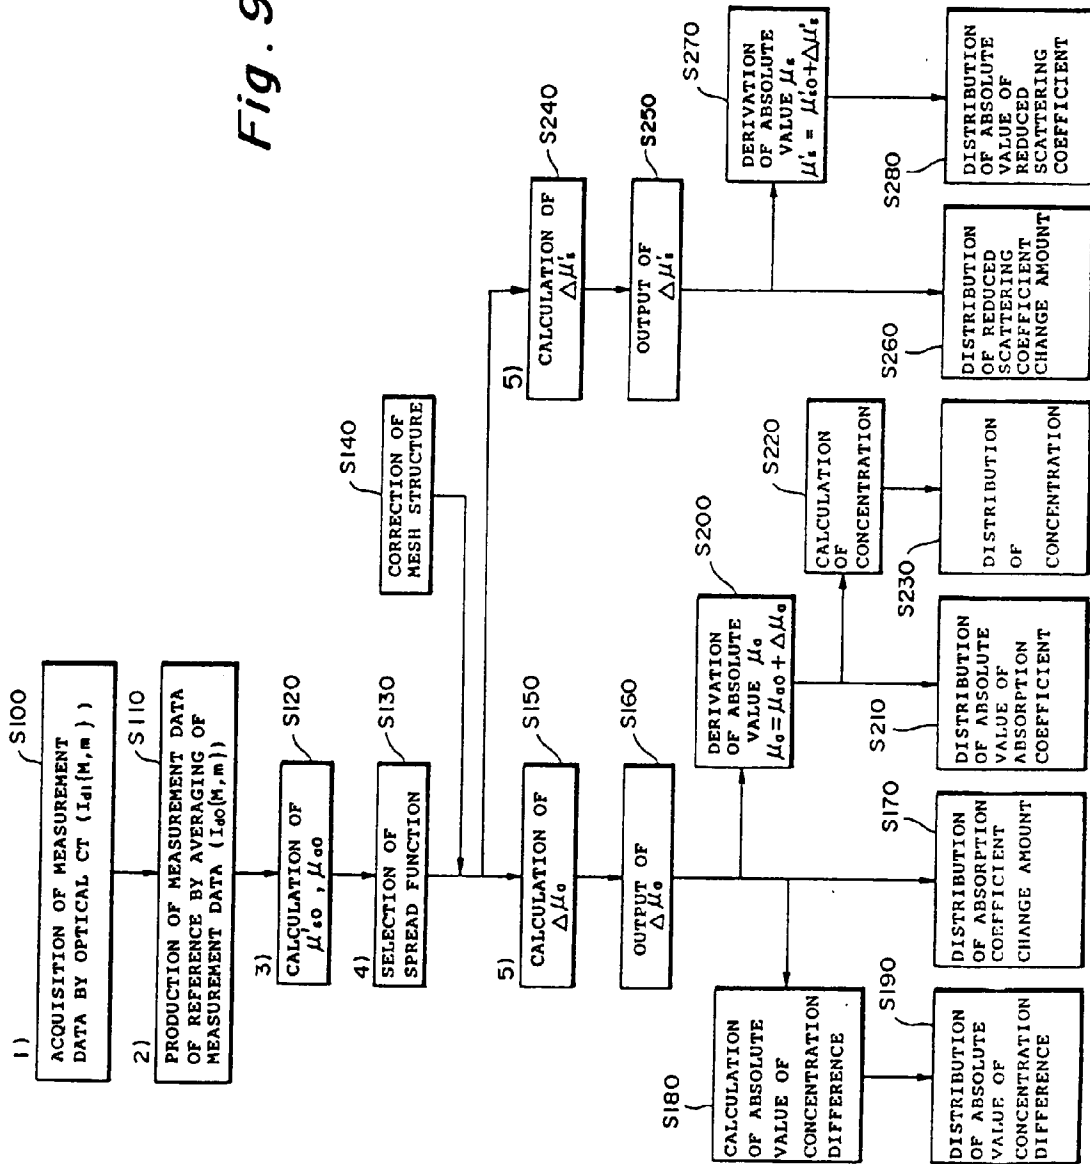 Fig. 9
S100
1)
ACQUISITION OF MEASUREMENT
DATA BY OPTICAL CT (Id1(M,m))
S110
2)
PRODUCTION OF MEASUREMENT DATA
OF REFERENCE BY AVERAGING OF
MEASUREMENT DATA (Id0(M,m))
S120
3)
CALCULATION OF
μ's0 , μa0
S130
4)
SELECTION OF
SPREAD FUNCTION
S140
CORRECTION OF
MESH STRUCTURE
S150
5)
CALCULATION OF
Δμa
S160
OUTPUT OF
Δμa
S240
5)
CALCULATION OF
Δμ's
S250
OUTPUT OF
Δμ's
S180
CALCULATION
OF ABSOLUTE
VALUE OF
CONCENTRATION
DIFFERENCE
S190
DISTRIBUTION
OF ABSOLUTE
VALUE OF
CONCENTRATION
DIFFERENCE
S170
DISTRIBUTION
OF ABSORPTION
COEFFICIENT
CHANGE AMOUNT
S200
DERIVATION
OF ABSOLUTE
VALUE μa
μa = μa0 + Δμa
S210
DISTRIBUTION
OF ABSOLUTE
VALUE OF
ABSORPTION
COEFFICIENT
S220
CALCULATION
OF
CONCENTRATION
S230
DISTRIBUTION
OF
CONCENTRATION
S260
DISTRIBUTION
OF REDUCED
SCATTERING
COEFFICIENT
CHANGE AMOUNT
S270
DERIVATION
OF ABSOLUTE
VALUE μs
μ's = μ's0 + Δμ's
S280
DISTRIBUTION
OF ABSOLUTE
VALUE OF
REDUCED
SCATTERING
COEFFICIENT